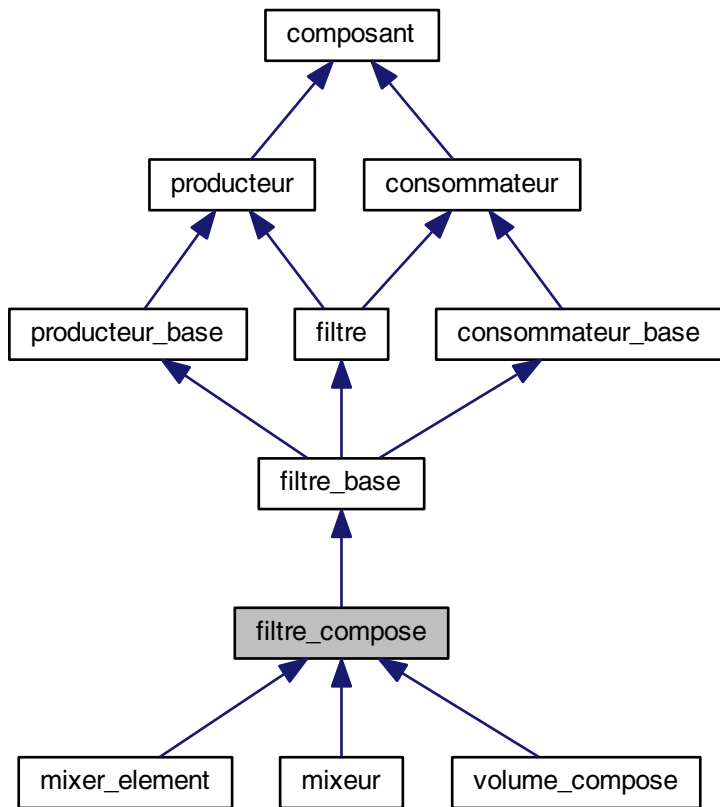 composant
producteur
consommateur
producteur_base
filtre
consommateur_base
filtre_base
filtre_compose
mixer_element
mixeur
volume_compose